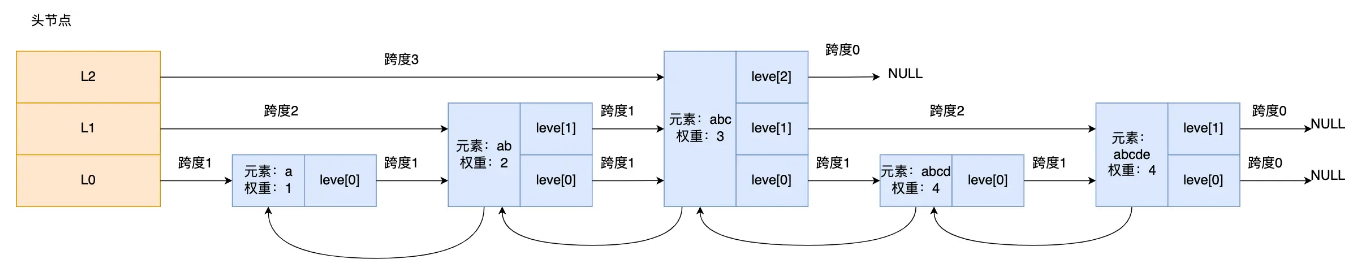 头节点
跨度0
跨度3
L2
leve[2]
NULL
跨度2
跨度1
跨度2
跨度0
L1
元素：ab
权重：2
leve[1]
元素：abc
权重：3
leve[1]
元素：
abcde
权重：4
leve[1]
NULL
跨度1
跨度1
跨度1
跨度1
跨度1
跨度0
L0
元素：a
权重：1
leve[0]
leve[0]
leve[0]
元素：abcd
权重：4
leve[0]
leve[0]
NULL